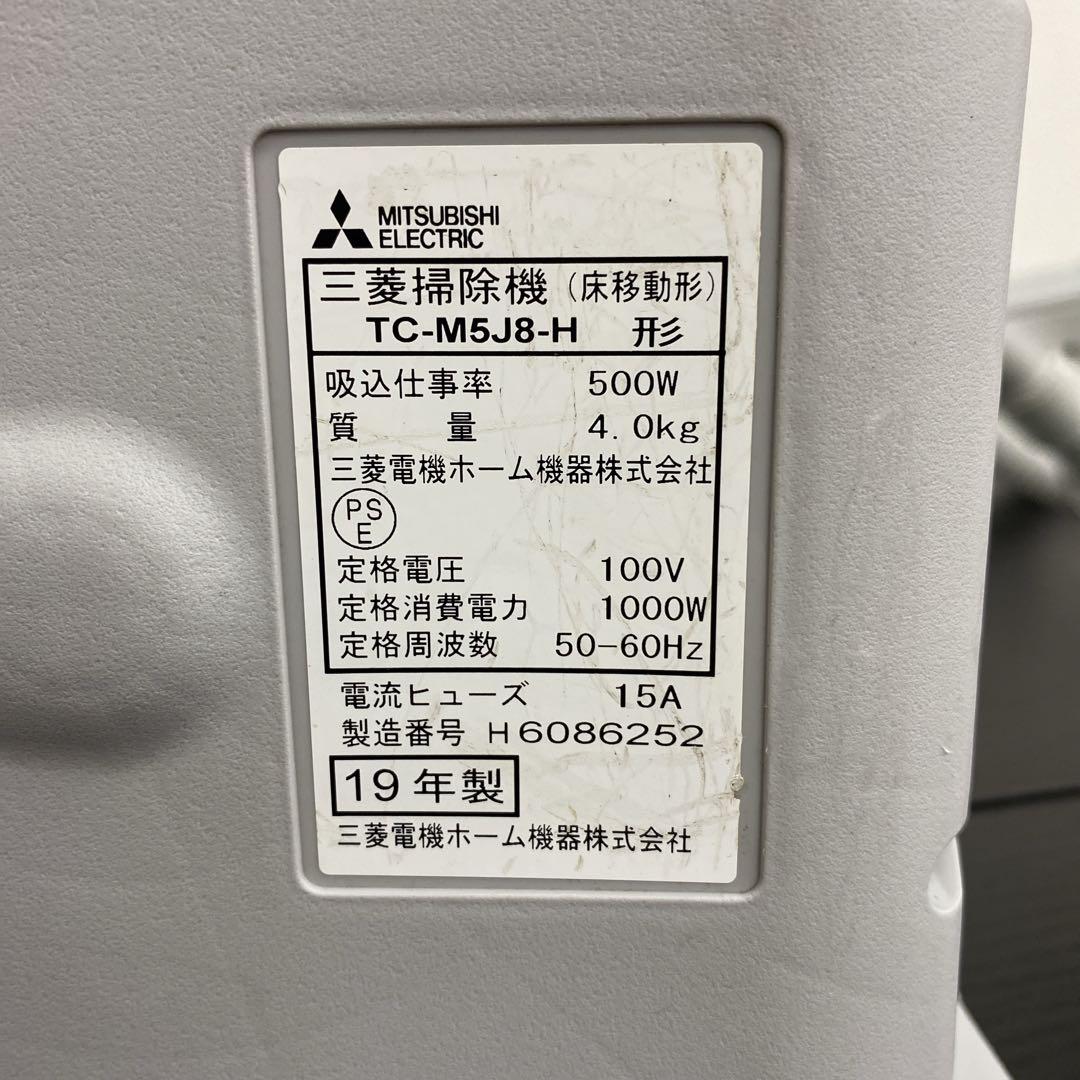 MITSUBISHI
ELECTRIC
三菱掃除機（床移動形）
TC-M5J8-H 形
吸込仕事率 500W
質 量 4.0kg
三菱電機ホーム機器株式会社
PS
E
定格電圧 100V
定格消費電力 1000W
定格周波数 50-60Hz
電流ヒューズ 15A
製造番号 H6086252
19年製
三菱電機ホーム機器株式会社